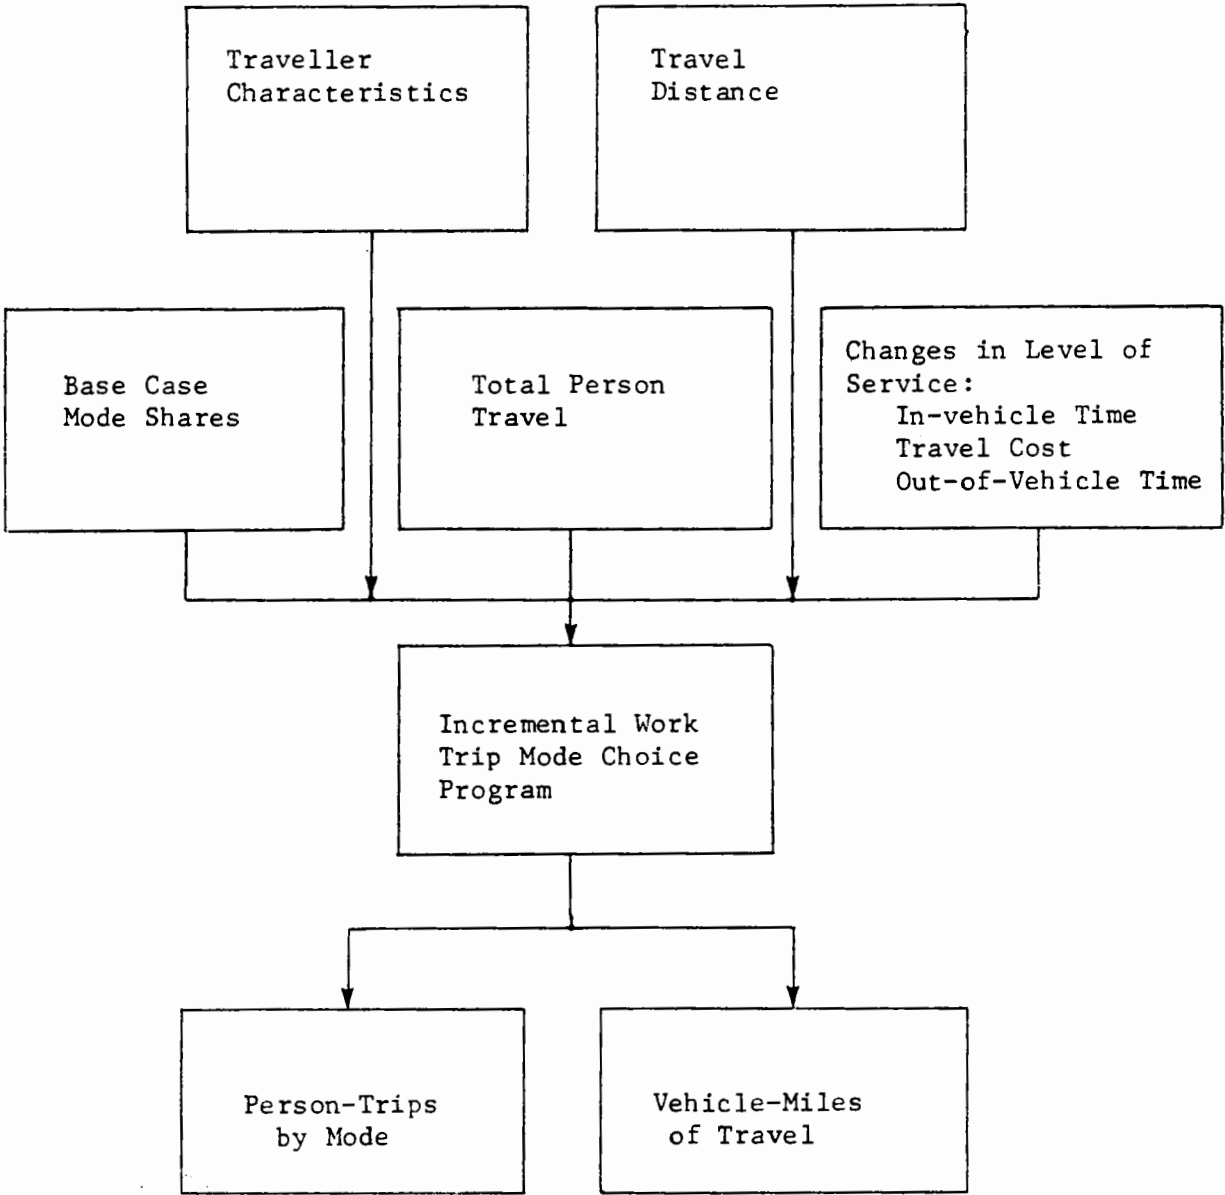 Traveller
Characteristics
Travel
Distance
Base Case
Mode Shares
Total Person
Travel
Changes in Level of
Service:
In-vehicle Time
Travel Cost
Out-of-Vehicle Time
Incremental Work
Trip Mode Choice
Program
Person-Trips
by Mode
Vehicle-Miles
of Travel